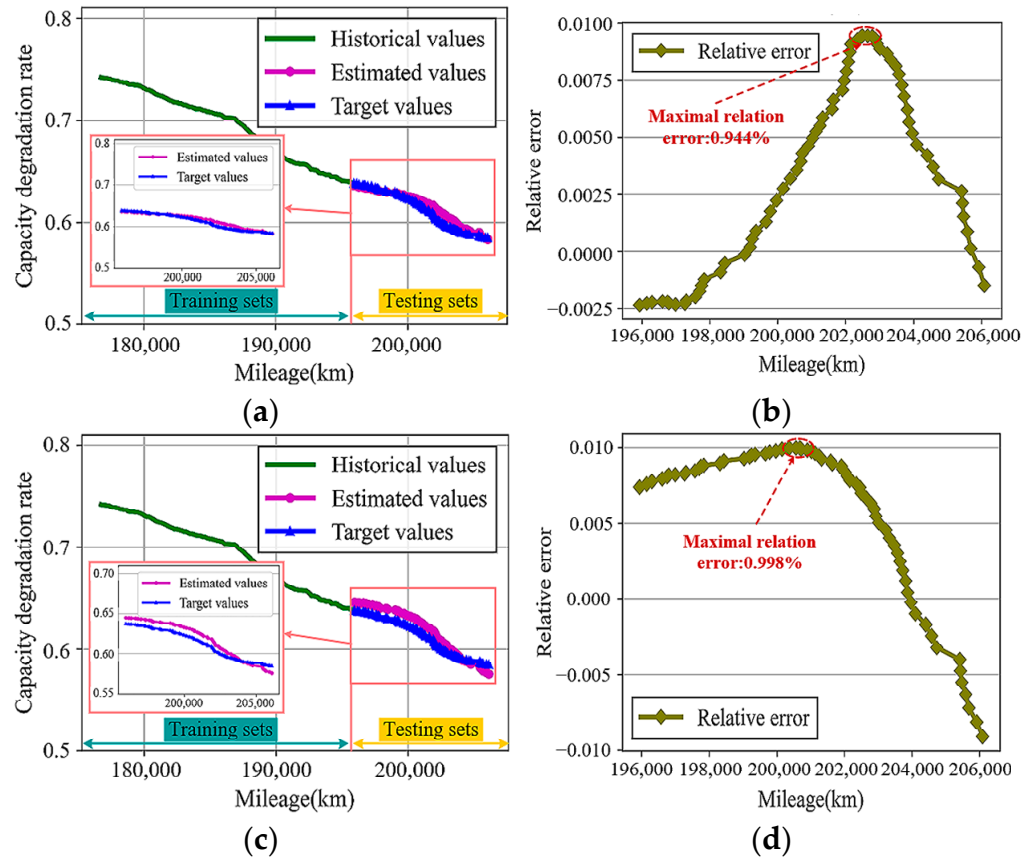 0.8
0.7
0.6
0.5
Capacity degradation rate
Historical values
Estimated values
Target values
0.8
0.7
0.6
0.5
Estimated values
Target values
200,000
205,000
Training sets
Testing sets
180,000
190,000
200,000
Mileage(km)
(a)
0.0100
0.0075
0.0050
0.0025
0.0000
−0.0025
Relative error
Relative error
Maximal relation
error:0.944%
196,000
198,000
200,000
202,000
204,000
206,000
Mileage(km)
(b)
0.8
0.7
0.6
0.5
Capacity degradation rate
Historical values
Estimated values
Target values
0.70
0.65
0.60
0.55
Estimated values
Target values
200,000
205,000
Training sets
Testing sets
180,000
190,000
200,000
Mileage(km)
(c)
0.010
0.005
0.000
−0.005
−0.010
Relative error
Maximal relation
error:0.998%
Relative error
196,000
198,000
200,000
202,000
204,000
206,000
Mileage(km)
(d)